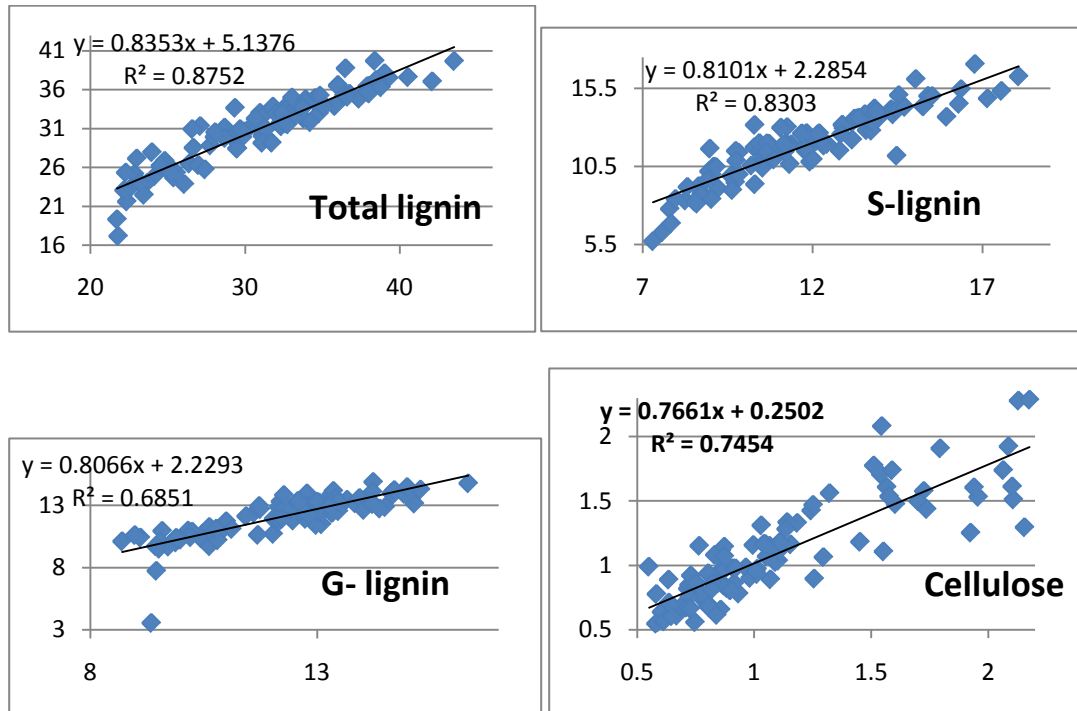 y = 0.8353x + 5.1376
R² = 0.8752
41
36
31
26
21
16
20 30 40
Total lignin
y = 0.8101x + 2.2854
R² = 0.8303
15.5
10.5
5.5
7 12 17
S-lignin
y = 0.8066x + 2.2293
R² = 0.6851
13
8
3
8 13
G- lignin
y = 0.7661x + 0.2502
R² = 0.7454
2
1.5
1
0.5
0.5 1 1.5 2
Cellulose